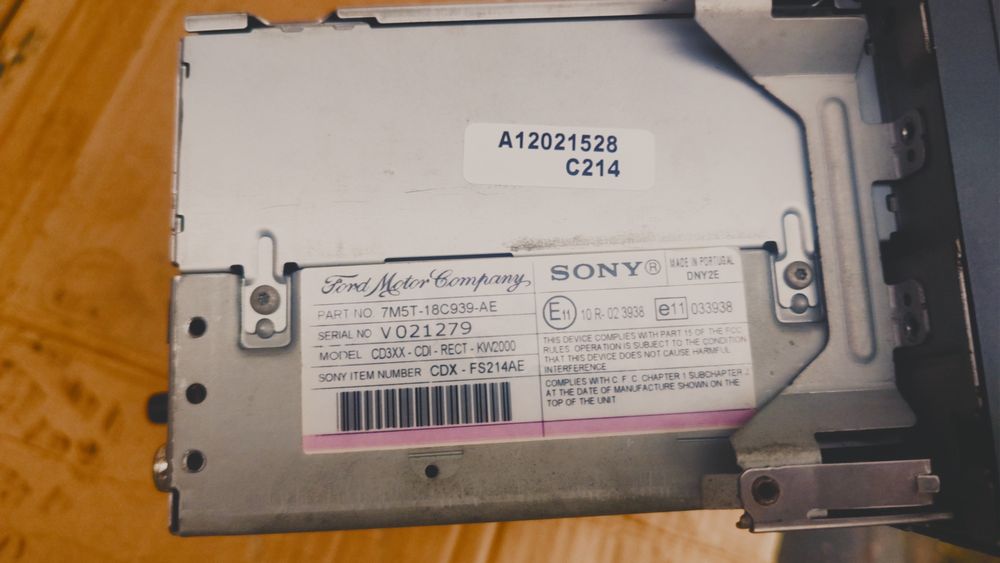 A12021528
C214
Ford Motor Company
PART NO. 7M5T-18C939-AE
SERIAL NO V021279
MODEL CD3XX - CDI - RECT - KW2000
SONY ITEM NUMBER CDX - FS214AE
SONY®
MADE IN PORTUGAL
DNY2E
E11 10 R- 02 3938 e11 033938
THIS DEVICE COMPLIES WITH PART 15 OF THE FCC
RULES. OPERATION IS SUBJECT TO THE CONDITION
THAT THIS DEVICE DOES NOT CAUSE HARMFUL
INTERFERENCE
COMPLIES WITH C F C CHAPTER 1 SUBCHAPTER J
AT THE DATE OF MANUFACTURE SHOWN ON THE
TOP OF THE UNIT